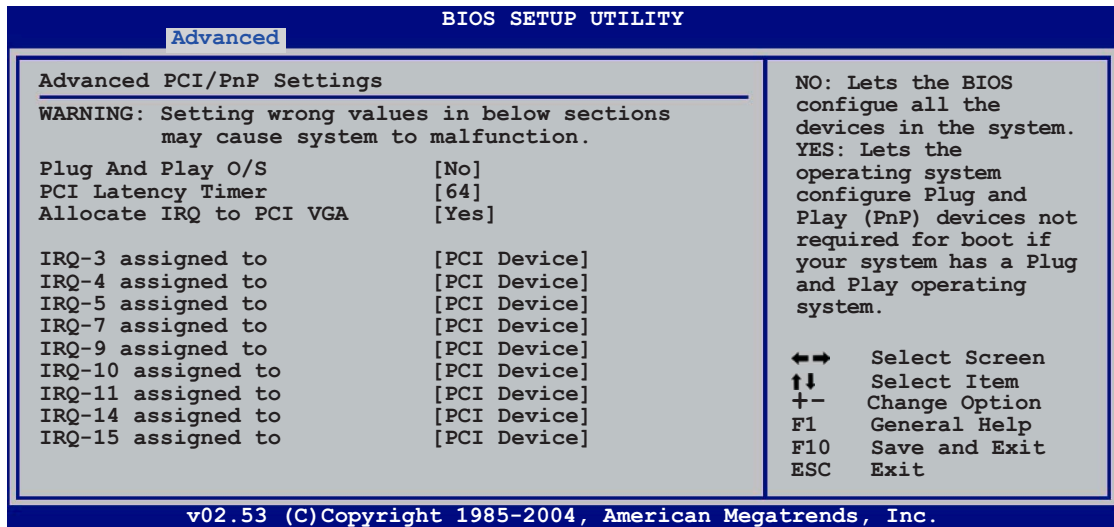 BIOS SETUP UTILITY
Advanced
Advanced PCI/PnP Settings
WARNING: Setting wrong values in below sections
may cause system to malfunction.
Plug And Play O/S [No]
PCI Latency Timer [64]
Allocate IRQ to PCI VGA [Yes]
IRQ-3 assigned to [PCI Device]
IRQ-4 assigned to [PCI Device]
IRQ-5 assigned to [PCI Device]
IRQ-7 assigned to [PCI Device]
IRQ-9 assigned to [PCI Device]
IRQ-10 assigned to [PCI Device]
IRQ-11 assigned to [PCI Device]
IRQ-14 assigned to [PCI Device]
IRQ-15 assigned to [PCI Device]
NO: Lets the BIOS
configue all the
devices in the system.
YES: Lets the
operating system
configure Plug and
Play (PnP) devices not
required for boot if
your system has a Plug
and Play operating
system.
←→ Select Screen
↑↓ Select Item
+- Change Option
F1 General Help
F10 Save and Exit
ESC Exit
v02.53 (C)Copyright 1985-2004, American Megatrends, Inc.